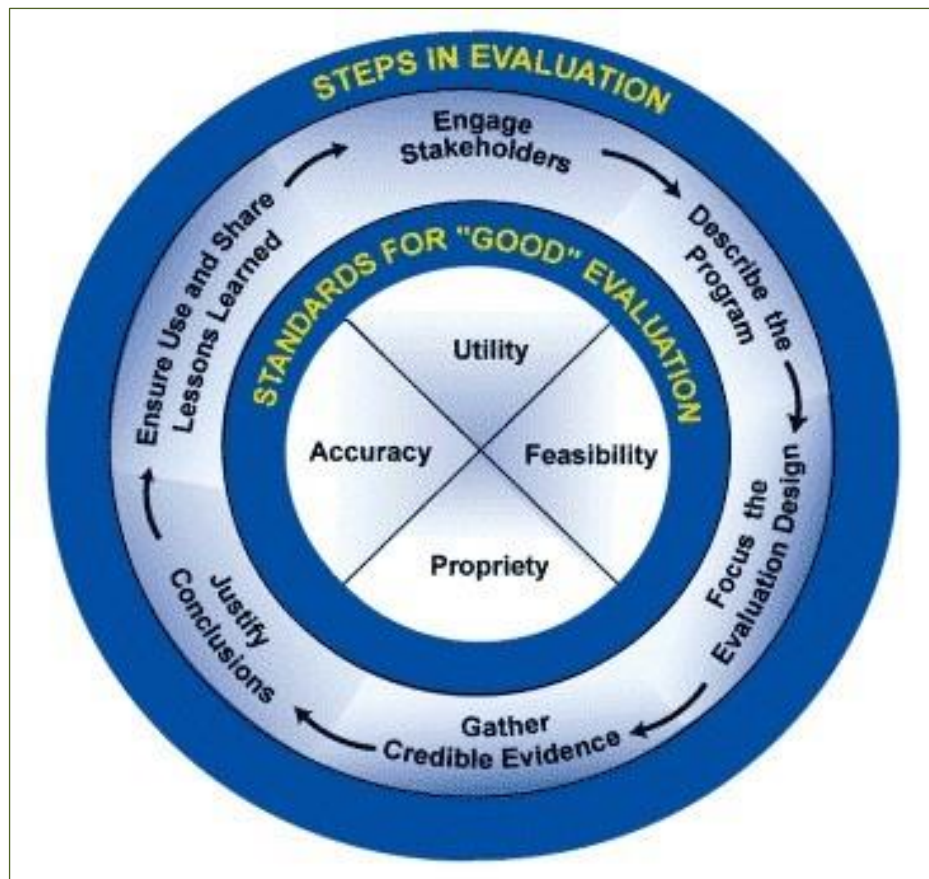 STEPS IN EVALUATION
Engage
Stakeholders
Describe the
Program
Focus the
Evaluation Design
Gather
Credible Evidence
Justify
Conclusions
Ensure Use and Share
Lessons Learned
STANDARDS FOR "GOOD" EVALUATION
Utility
Feasibility
Propriety
Accuracy